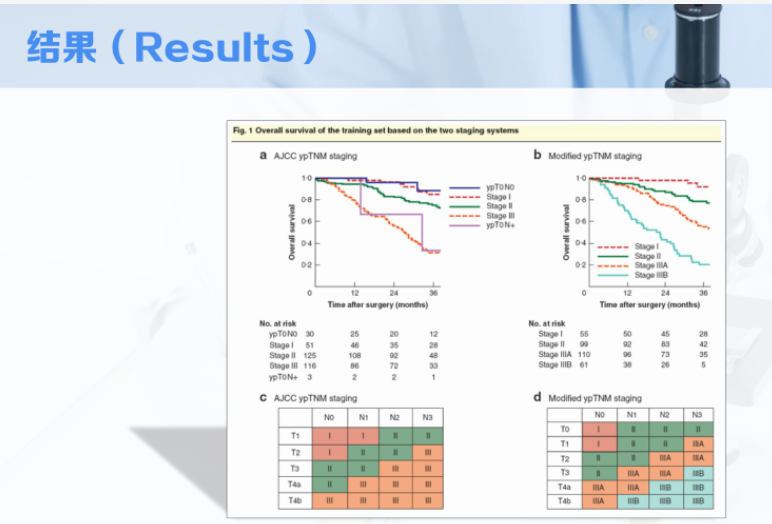 结果（Results）
Fig. 1 Overall survival of the training set based on the two staging systems
a AJCC ypTNM staging
1·0
0·8
0·6
0·4
0·2
Overall survival
ypT0N0
Stage I
Stage II
Stage III
ypT0N+
0 12 24 36
Time after surgery (months)
No. at risk
ypT0N0 30 25 20 12
Stage I 51 46 35 28
Stage II 125 108 92 48
Stage III 116 86 72 33
ypT0N+ 3 2 2 1
b Modified ypTNM staging
1·0
0·8
0·6
0·4
0·2
Overall survival
Stage I
Stage II
Stage IIIA
Stage IIIB
0 12 24 36
Time after surgery (months)
No. at risk
Stage I 55 50 45 28
Stage II 99 92 83 42
Stage IIIA 110 96 73 35
Stage IIIB 61 38 26 5
c AJCC ypTNM staging
N0 N1 N2 N3
T1 I I II II
T2 I II II III
T3 II II III III
T4a II III III III
T4b III III III III
d Modified ypTNM staging
N0 N1 N2 N3
T0 I II II II
T1 I II II IIIA
T2 II II IIIA IIIA
T3 II IIIA IIIA IIIB
T4a IIIA IIIA IIIB IIIB
T4b IIIA IIIB IIIB IIIB